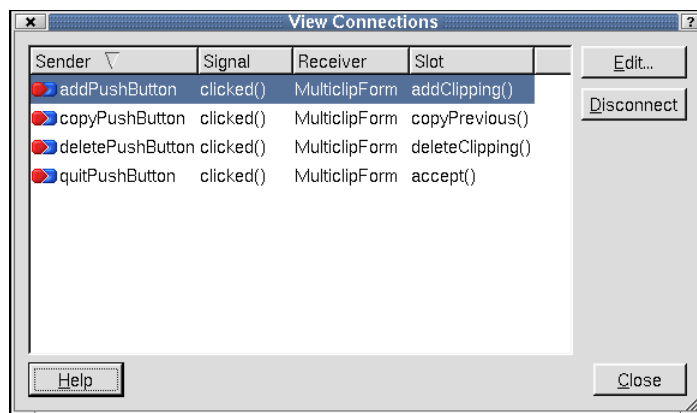 View Connections
?
Sender Signal Receiver Slot
addPushButton clicked() MulticlipForm addClipping()
copyPushButton clicked() MulticlipForm copyPrevious()
deletePushButton clicked() MulticlipForm deleteClipping()
quitPushButton clicked() MulticlipForm accept()
Edit...
Disconnect
Help
Close